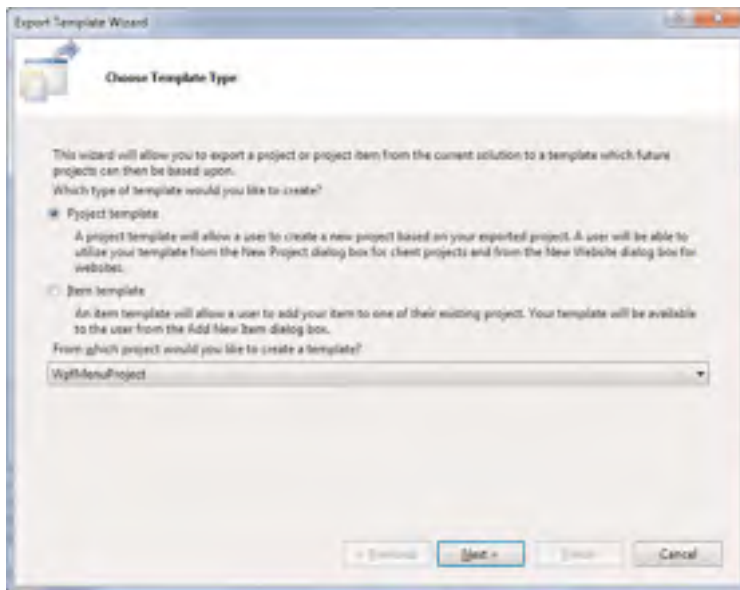 Export Template Wizard
Choose Template Type
This wizard will allow you to export a project or project item from the current solution to a template which future
projects can then be based upon.
Which type of template would you like to create?
Project template
A project template will allow a user to create a new project based on your exported project. A user will be able to
utilize your template from the New Project dialog box for client projects and from the New Website dialog box for
websites.
Item template
An item template will allow a user to add your item to one of their existing project. Your template will be available
to the user from the Add New Item dialog box.
From which project would you like to create a template?
WpfMenuProject
< Previous Next > Finish Cancel